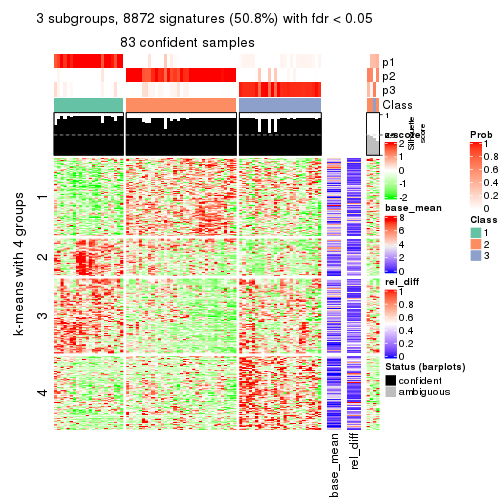 3 subgroups, 8872 signatures (50.8%) with fdr < 0.05
83 confident samples
p1
p2
p3
Class
1
Silhouette
score
z-score
2
1
0
-1
-2
base_mean
8
6
4
2
0
rel_diff
1
0.8
0.6
0.4
0.2
0
Status (barplots)
confident
ambiguous
Prob
1
0.8
0.6
0.4
0.2
0
Class
1
2
3
k-means with 4 groups
1
2
3
4
base_mean
rel_diff